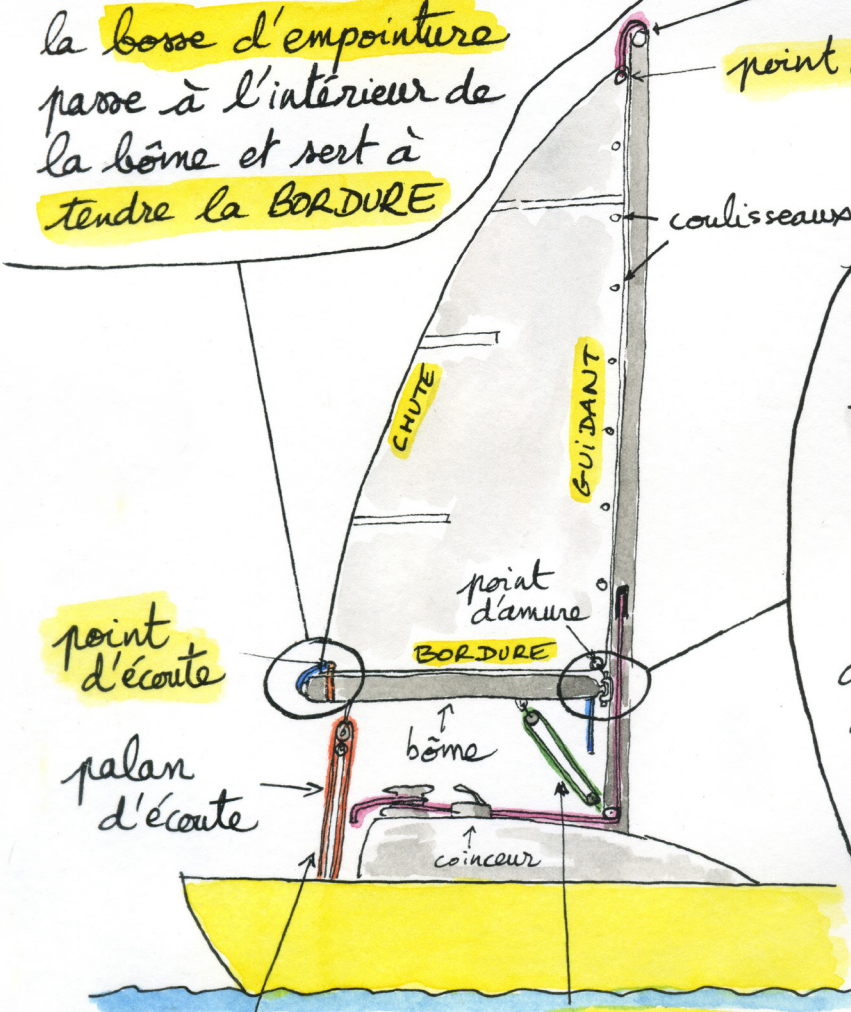 la bosse d'empointure
passe à l'intérieur de
la bôme et sert à
tendre la BORDURE
point
coulisseaux
CHUTE
GUIDANT
point
d'amure
BORDURE
point
d'écoute
bôme
palan
d'écoute
coinceur